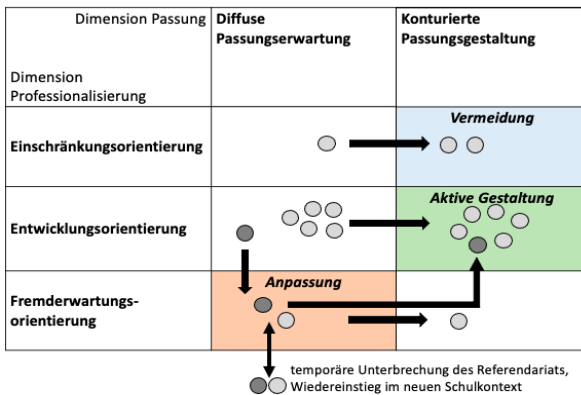 Dimension Passung
Dimension
Professionalisierung
Diffuse
Passungserwartung
Konturierte
Passungsgestaltung
Einschränkungsorientierung
Vermeidung
Entwicklungsorientierung
Aktive Gestaltung
Fremderwartungs-
orientierung
Anpassung
temporäre Unterbrechung des Referendariats,
Wiedereinstieg im neuen Schulkontext